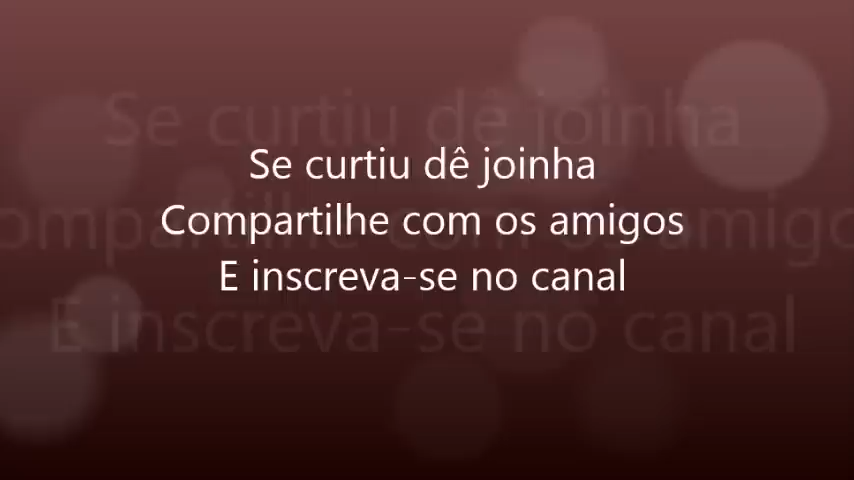 Se curtiu dê joinha
Compartilhe com os amigos
E inscreva-se no canal